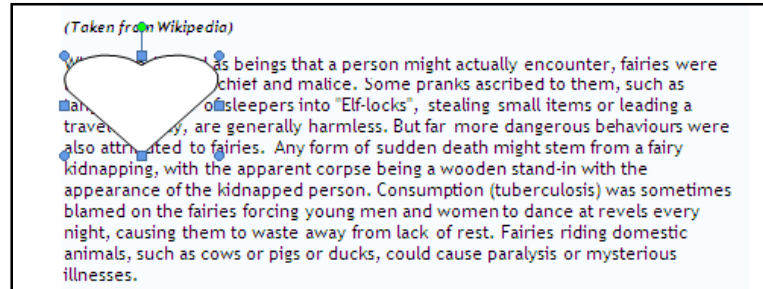 (Taken from Wikipedia)
as beings that a person might actually encounter, fairies were
chief and malice. Some pranks ascribed to them, such as
of sleepers into "Elf-locks", stealing small items or leading a
travel y, are generally harmless. But far more dangerous behaviours were
also attributed to fairies. Any form of sudden death might stem from a fairy
kidnapping, with the apparent corpse being a wooden stand-in with the
appearance of the kidnapped person. Consumption (tuberculosis) was sometimes
blamed on the fairies forcing young men and women to dance at revels every
night, causing them to waste away from lack of rest. Fairies riding domestic
animals, such as cows or pigs or ducks, could cause paralysis or mysterious
illnesses.